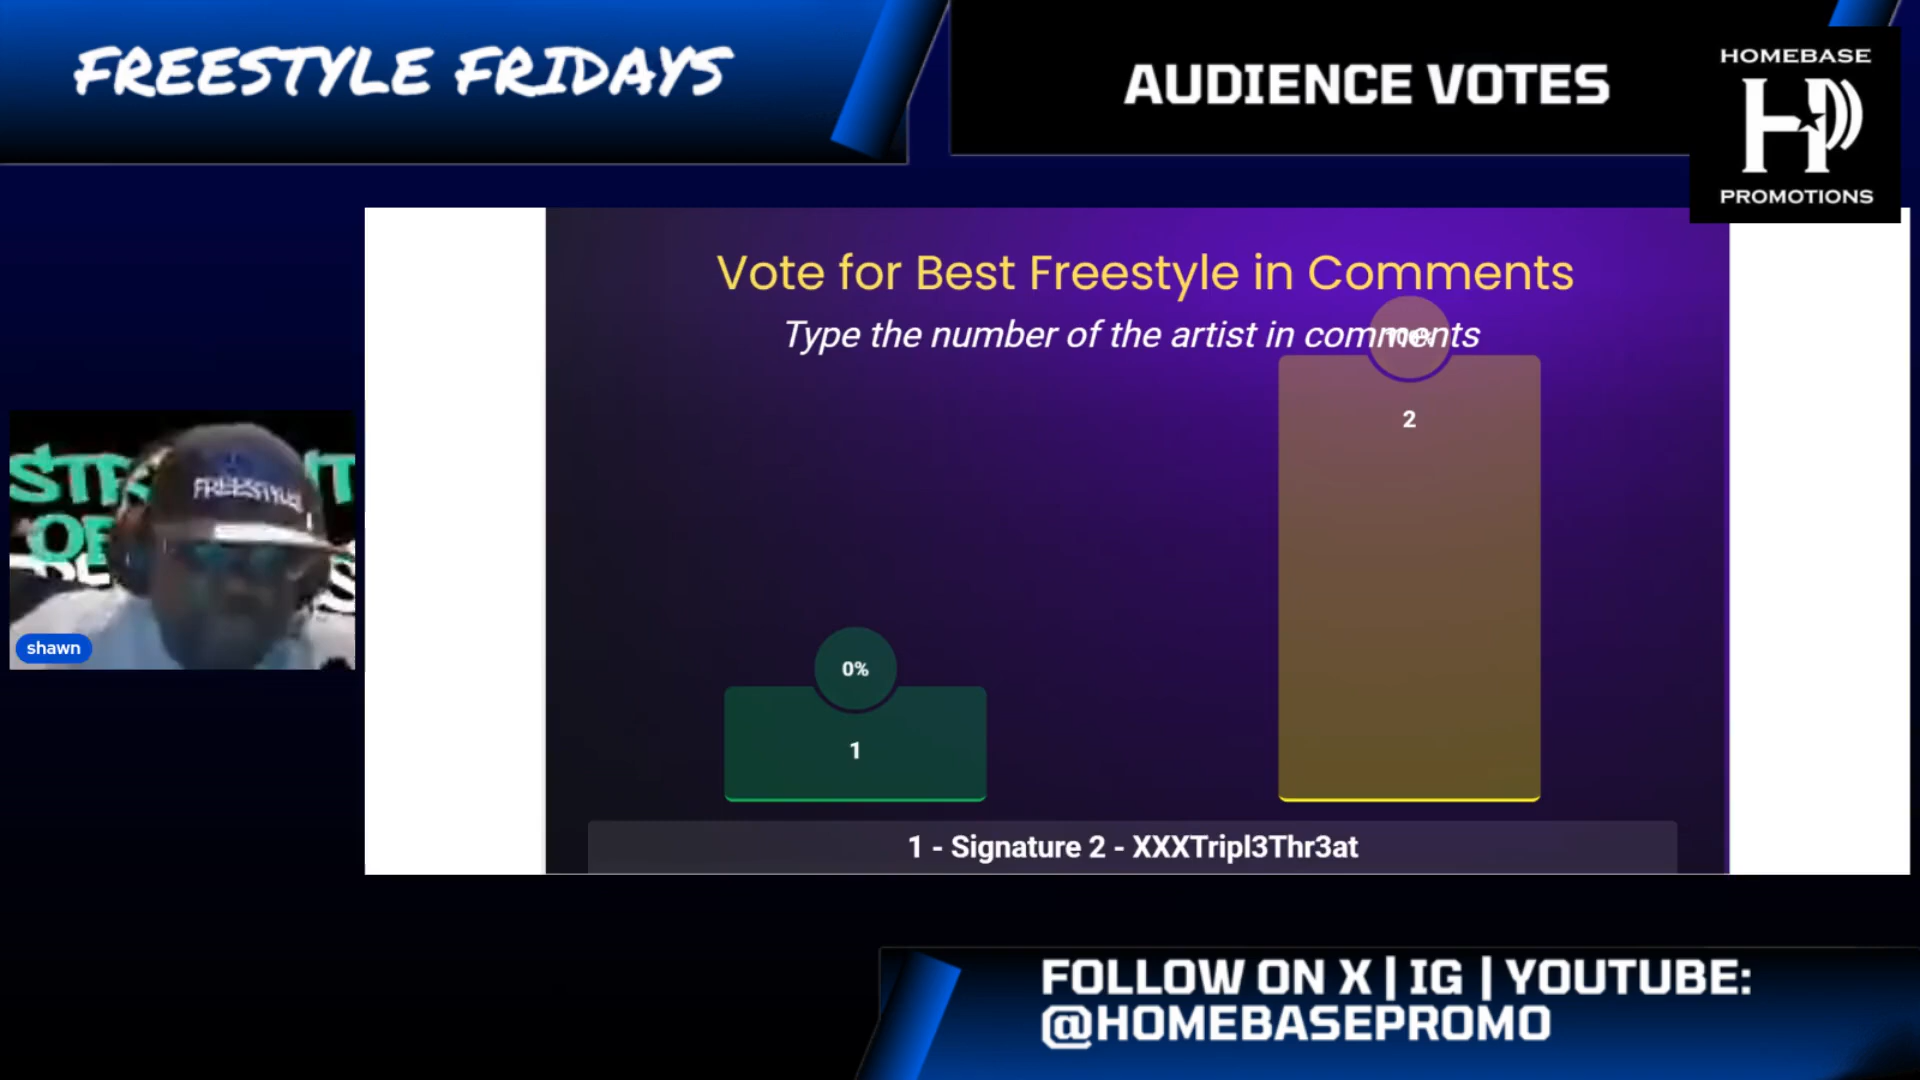 FREESTYLE FRIDAYS
AUDIENCE VOTES
HOMEBASE
H
PROMOTIONS
Vote for Best Freestyle in Comments
Type the number of the artist in comments
2
FREESTYLE
shawn
0%
1
1 - Signature 2 - XXXTripl3Thr3at
FOLLOW ON X | IG | YOUTUBE:
@HOMEBASEPROMO